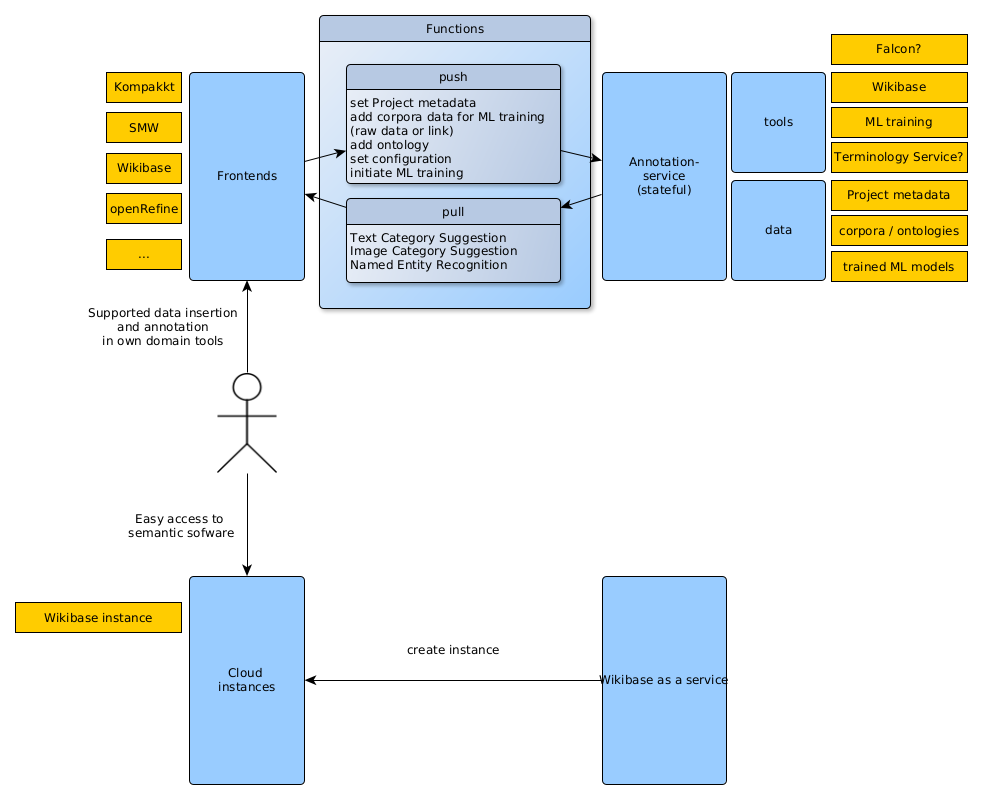 Functions
push
set Project metadata
add corpora data for ML training
(raw data or link)
add ontology
set configuration
initiate ML training
pull
Text Category Suggestion
Image Category Suggestion
Named Entity Recognition
Kompakkt
SMW
Wikibase
openRefine
...
Frontends
Annotation-
service
(stateful)
tools
data
Falcon?
Wikibase
ML training
Terminology Service?
Project metadata
corpora / ontologies
trained ML models
Supported data insertion
and annotation
in own domain tools
Easy access to
semantic sofware
Wikibase instance
Cloud
instances
create instance
Wikibase as a service